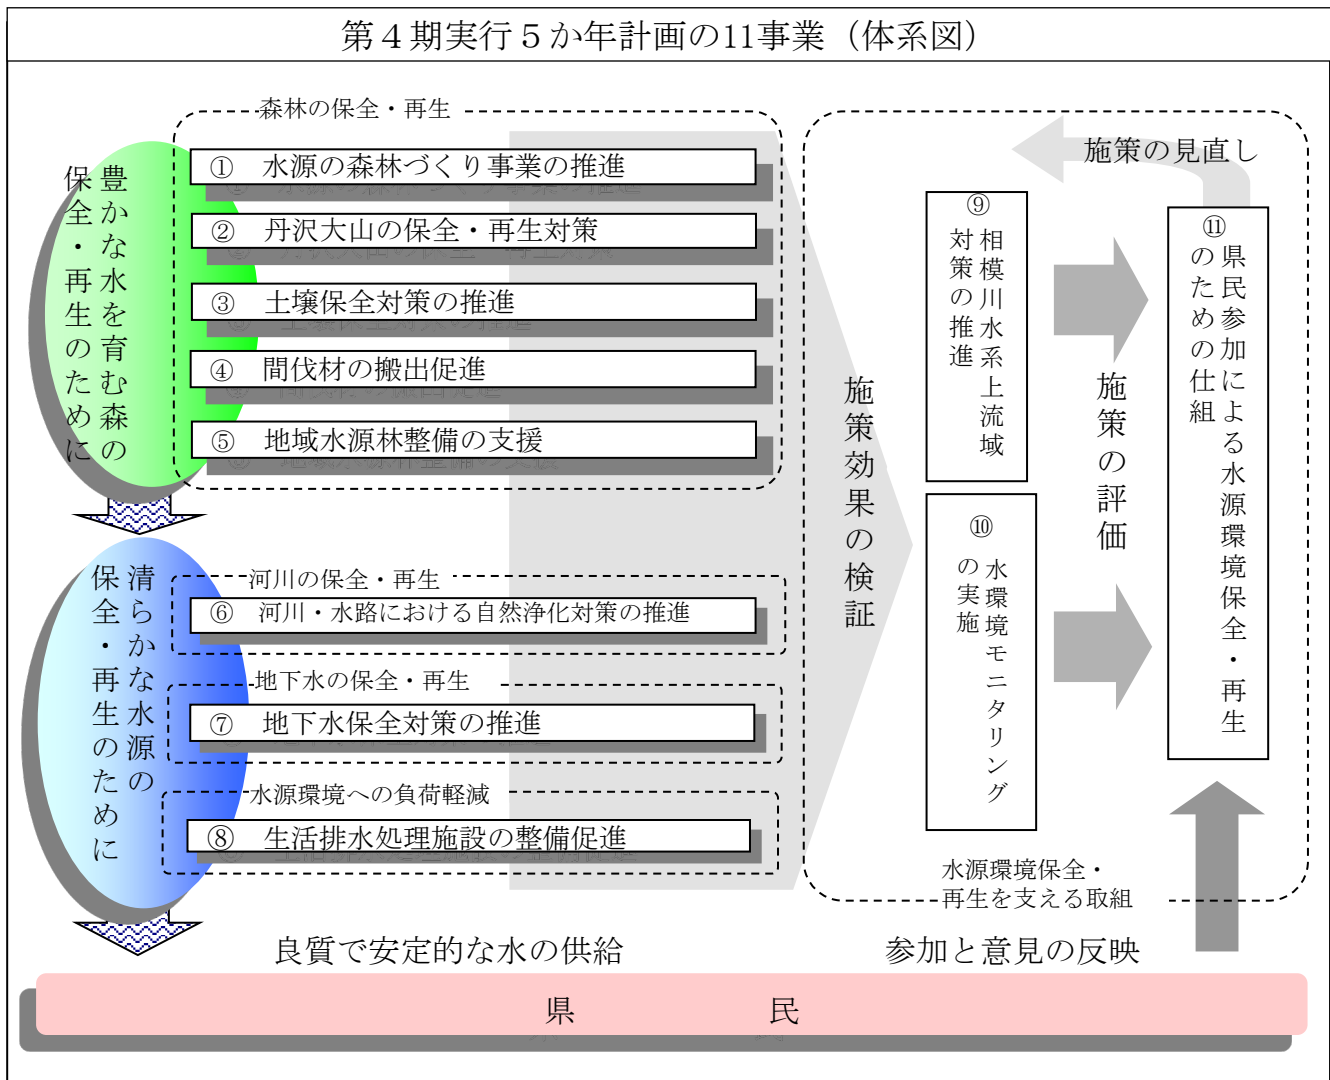 第４期実行５か年計画の11事業（体系図）
森林の保全・再生
豊かな水を育む森の
保全・再生のために
① 水源の森林づくり事業の推進
② 丹沢大山の保全・再生対策
③ 土壌保全対策の推進
④ 間伐材の搬出促進
⑤ 地域水源林整備の支援
清らかな水源の
保全・再生のために
河川の保全・再生
⑥ 河川・水路における自然浄化対策の推進
地下水の保全・再生
⑦ 地下水保全対策の推進
水源環境への負荷軽減
⑧ 生活排水処理施設の整備促進
施策効果の検証
⑨ 相模川水系上流域
対策の推進
⑩ 水環境モニタリング
の実施
施策の評価
施策の見直し
⑪ 県民参加による水源環境保全・再生
のための仕組
水源環境保全・
再生を支える取組
良質で安定的な水の供給
参加と意見の反映
県　民